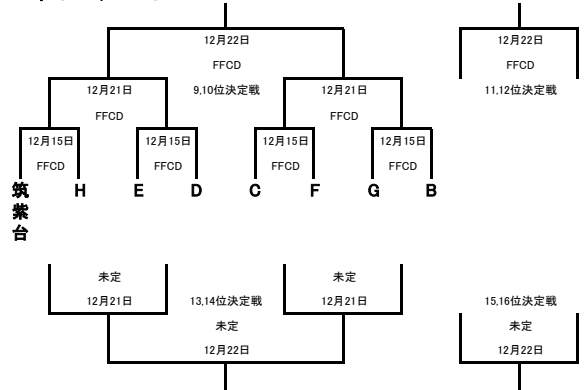 12月22日 12月22日
FFCD FFCD
12月21日 9,10位決定戦 12月21日 11,12位決定戦
FFCD FFCD
12月15日 12月15日 12月15日 12月15日
FFCD FFCD FFCD FFCD
筑紫台 H E D C F G B
未定 未定
12月21日 13,14位決定戦 12月21日 15,16位決定戦
未定 未定
12月22日 12月22日